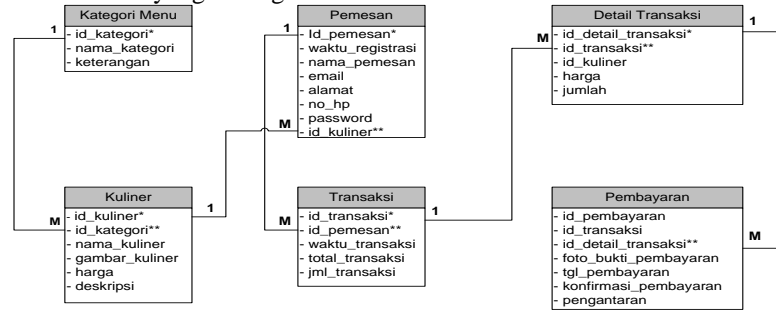 Kategori Menu
1
- id_kategori*
- nama_kategori
- keterangan
Pemesan
1
- Id_pemesan*
- waktu_registrasi
- nama_pemesan
- email
- alamat
- no_hp
- password
M
- id_kuliner**
Detail Transaksi
1
M
- id_detail_transaksi*
- id_transaksi**
- id_kuliner
- harga
- jumlah
Kuliner
1
- id_kuliner*
M
- id_kategori**
- nama_kuliner
- gambar_kuliner
- harga
- deskripsi
Transaksi
1
- id_transaksi*
M
- id_pemesan**
- waktu_transaksi
- total_transaksi
- jml_transaksi
Pembayaran
- id_pembayaran
- id_transaksi
M
- id_detail_transaksi**
- foto_bukti_pembayaran
- tgl_pembayaran
- konfirmasi_pembayaran
- pengantaran